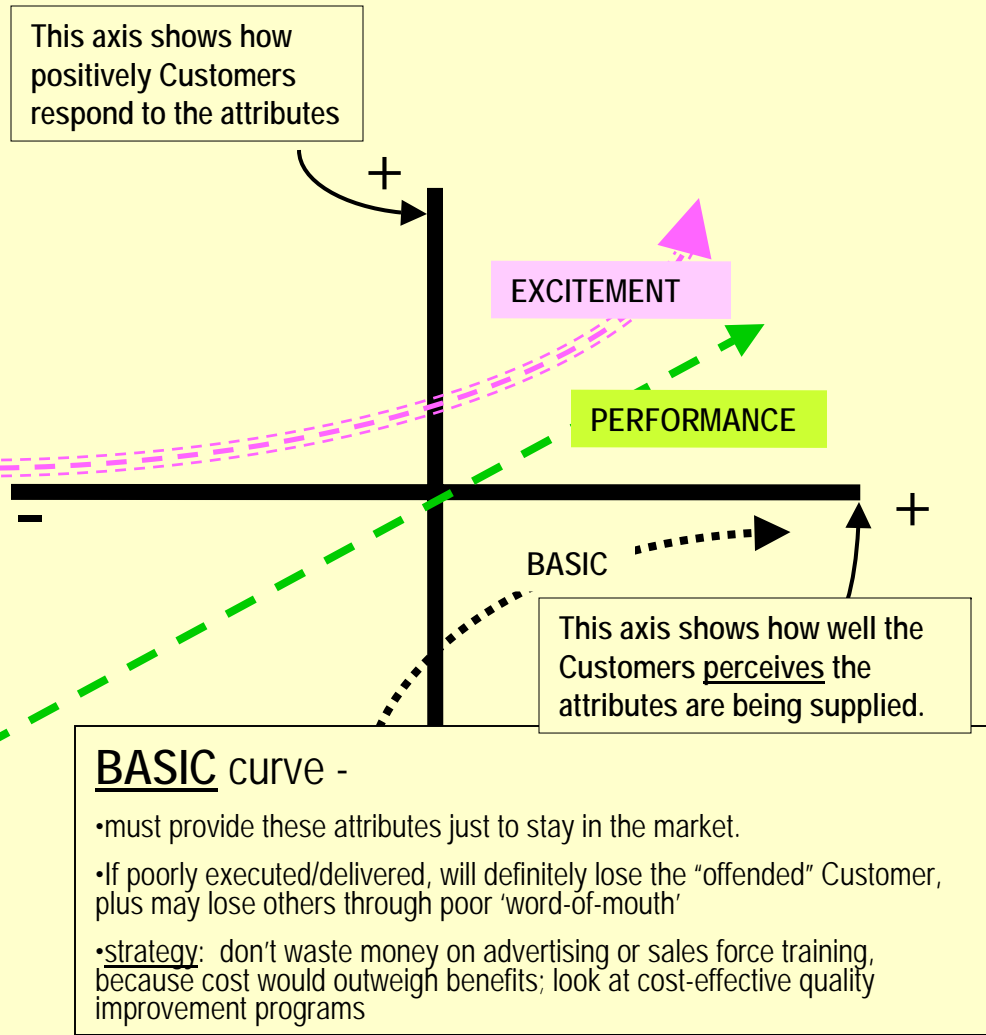 This axis shows how
positively Customers
respond to the attributes
+
EXCITEMENT
PERFORMANCE
-
+
BASIC
This axis shows how well the
Customers perceives the
attributes are being supplied.
BASIC curve -
•must provide these attributes just to stay in the market.
•If poorly executed/delivered, will definitely lose the “offended” Customer,
plus may lose others through poor ‘word-of-mouth’
•strategy: don’t waste money on advertising or sales force training,
because cost would outweigh benefits; look at cost-effective quality
improvement programs